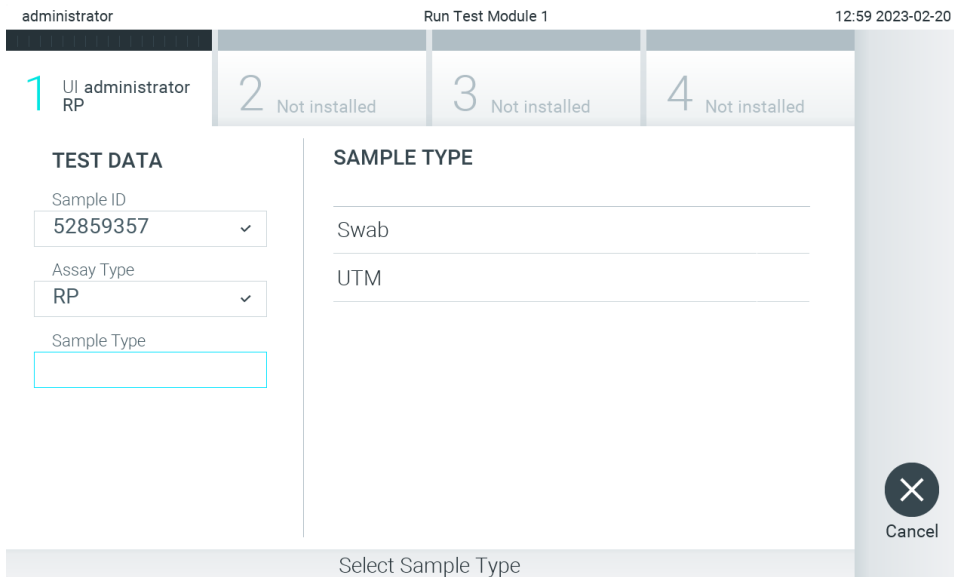 administrator Run Test Module 1 12:59 2023-02-20
1 UI administrator RP
2 Not installed
3 Not installed
4 Not installed
TEST DATA
Sample ID
52859357
Assay Type
RP
Sample Type
SAMPLE TYPE
Swab
UTM
Cancel
Select Sample Type